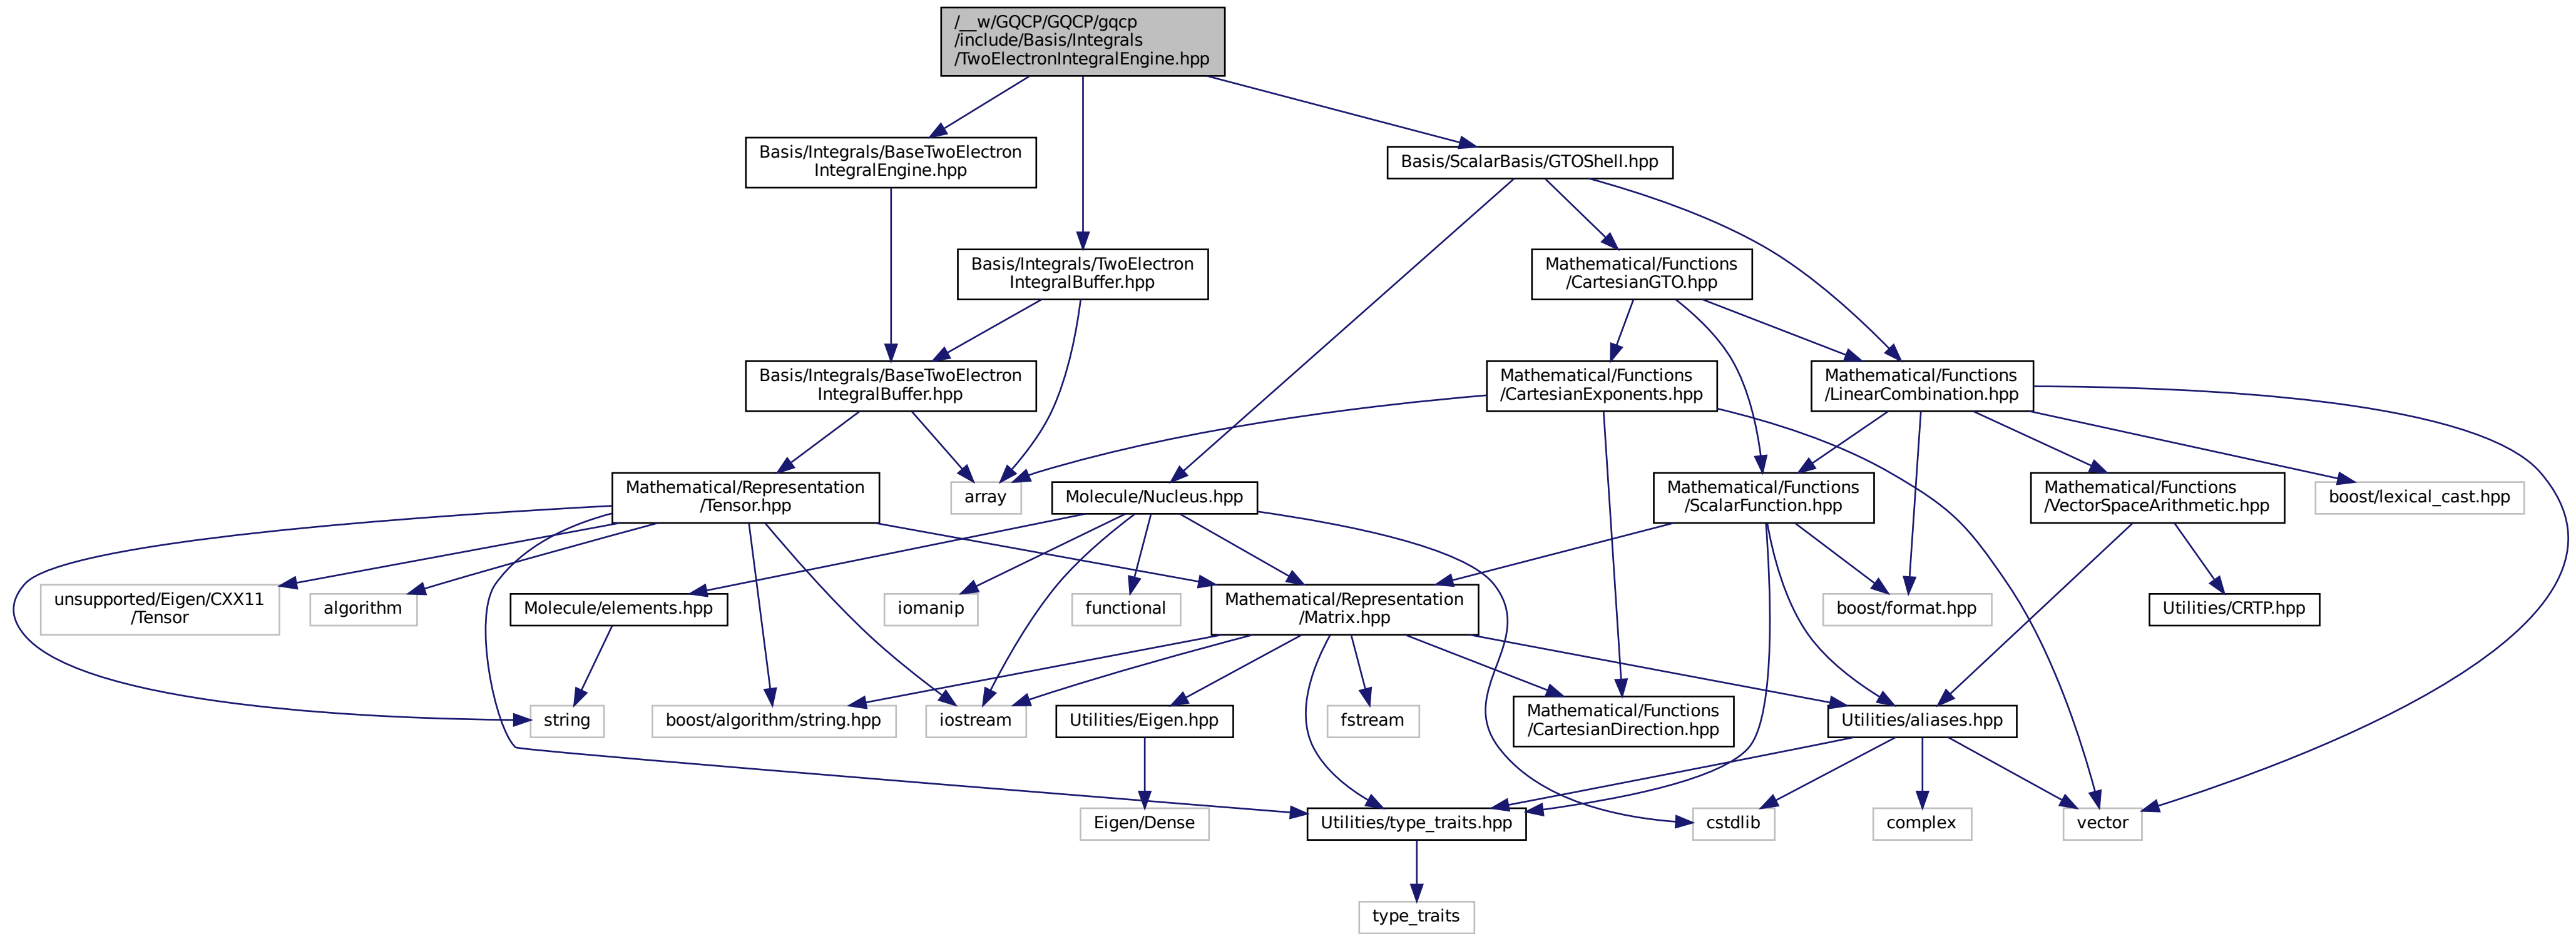 /__w/GQCP/GQCP/gqcp
/include/Basis/Integrals
/TwoElectronIntegralEngine.hpp
Basis/Integrals/BaseTwoElectron
IntegralEngine.hpp
Basis/ScalarBasis/GTOShell.hpp
Basis/Integrals/TwoElectron
IntegralBuffer.hpp
Mathematical/Functions
/CartesianGTO.hpp
Basis/Integrals/BaseTwoElectron
IntegralBuffer.hpp
Mathematical/Functions
/CartesianExponents.hpp
Mathematical/Functions
/LinearCombination.hpp
Mathematical/Representation
/Tensor.hpp
array
Molecule/Nucleus.hpp
Mathematical/Functions
/ScalarFunction.hpp
Mathematical/Functions
/VectorSpaceArithmetic.hpp
boost/lexical_cast.hpp
unsupported/Eigen/CXX11
/Tensor
algorithm
Molecule/elements.hpp
iomanip
functional
Mathematical/Representation
/Matrix.hpp
boost/format.hpp
Utilities/CRTP.hpp
string
boost/algorithm/string.hpp
iostream
Utilities/Eigen.hpp
fstream
Mathematical/Functions
/CartesianDirection.hpp
Utilities/aliases.hpp
Eigen/Dense
Utilities/type_traits.hpp
cstdlib
complex
vector
type_traits